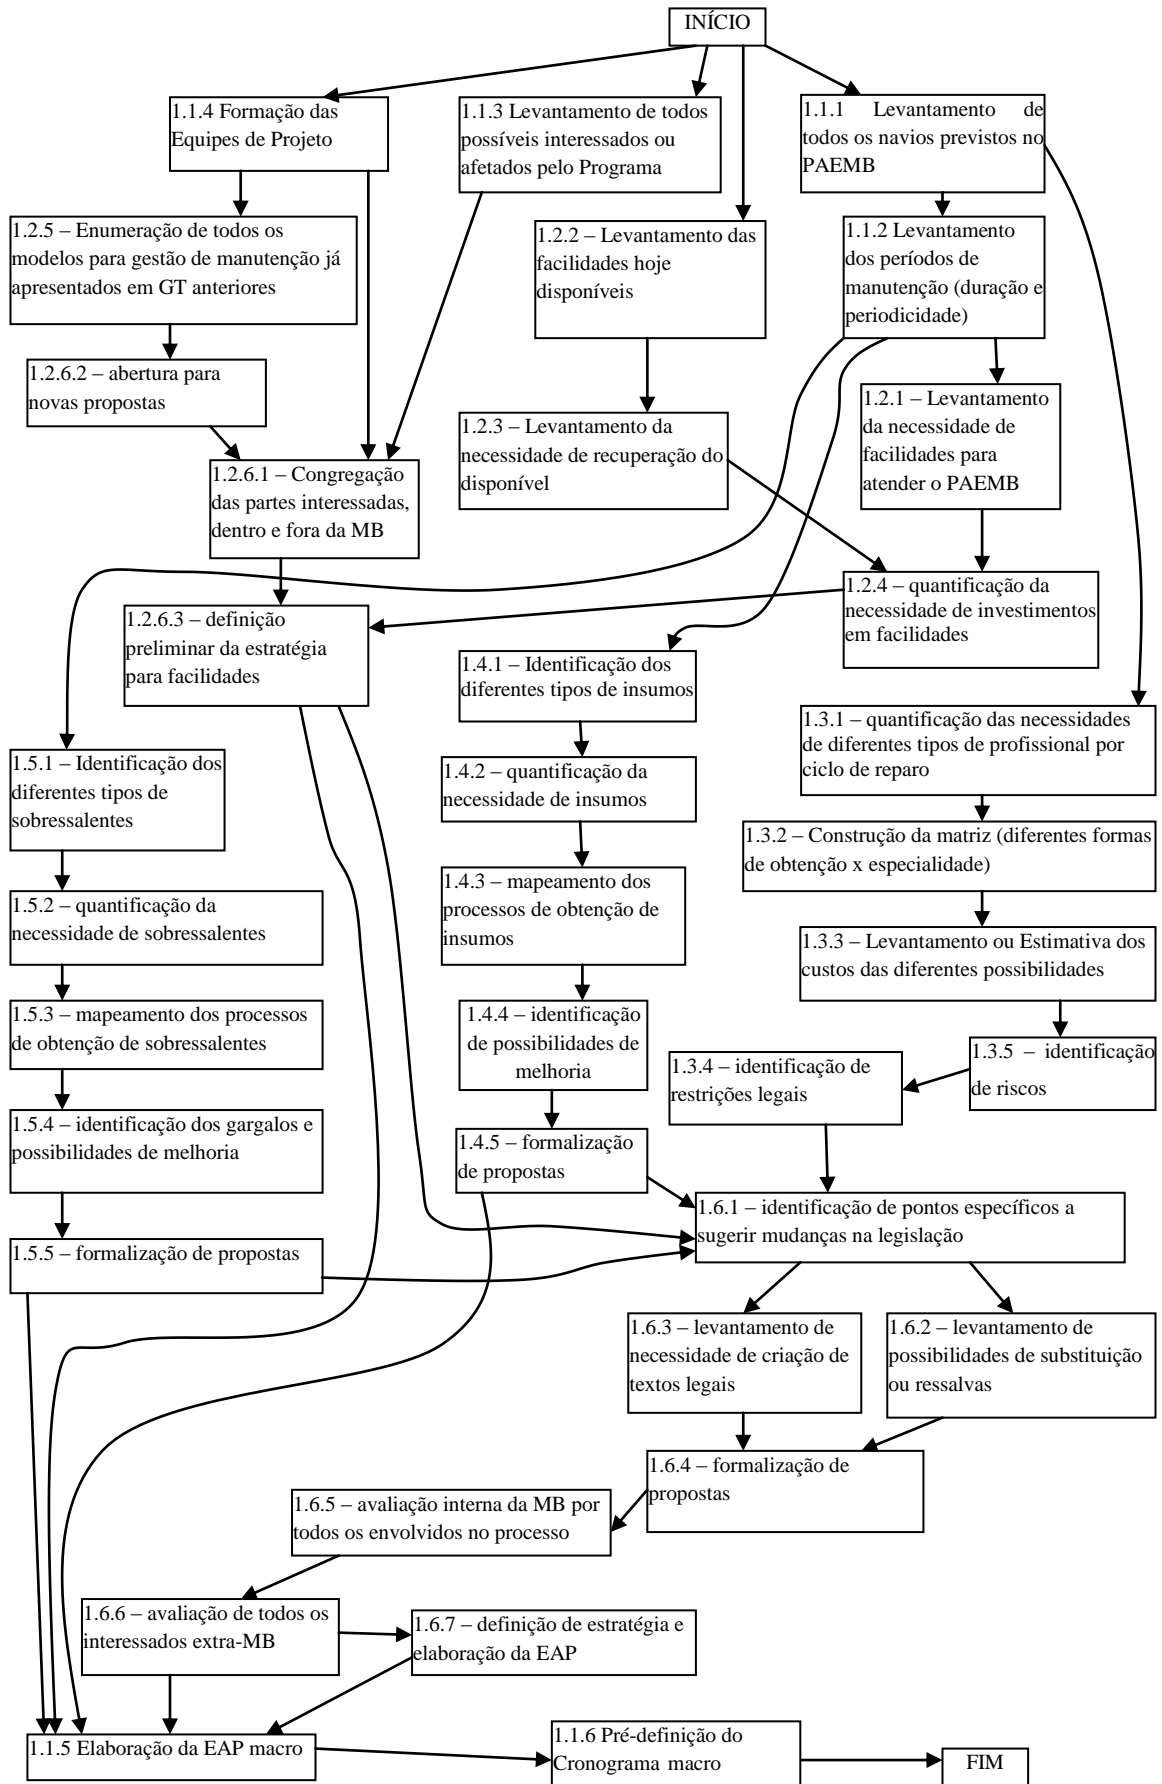 INÍCIO
1.1.4 Formação das
Equipes de Projeto
1.1.3 Levantamento de todos
possíveis interessados ou
afetados pelo Programa
1.1.1 Levantamento de
todos os navios previstos no
PAEMB
1.2.5 – Enumeração de todos os
modelos para gestão de manutenção já
apresentados em GT anteriores
1.2.2 – Levantamento das
facilidades hoje
disponíveis
1.1.2 Levantamento
dos períodos de
manutenção (duração e
periodicidade)
1.2.6.2 – abertura para
novas propostas
1.2.1 – Levantamento
da necessidade de
facilidades para
atender o PAEMB
1.2.3 – Levantamento da
necessidade de recuperação do
disponível
1.2.6.1 – Congregação
das partes interessadas,
dentro e fora da MB
1.2.4 – quantificação da
necessidade de investimentos
em facilidades
1.2.6.3 – definição
preliminar da estratégia
para facilidades
1.4.1 – Identificação dos
diferentes tipos de insumos
1.3.1 – quantificação das necessidades
de diferentes tipos de profissional por
ciclo de reparo
1.5.1 – Identificação dos
diferentes tipos de
sobressalentes
1.4.2 – quantificação da
necessidade de insumos
1.3.2 – Construção da matriz (diferentes formas
de obtenção x especialidade)
1.4.3 – mapeamento dos
processos de obtenção de
insumos
1.5.2 – quantificação da
necessidade de sobressalentes
1.3.3 – Levantamento ou Estimativa dos
custos das diferentes possibilidades
1.5.3 – mapeamento dos processos
de obtenção de sobressalentes
1.4.4 – identificação
de possibilidades de
melhoria
1.3.4 – identificação de
restrições legais
1.3.5 – identificação
de riscos
1.5.4 – identificação dos gargalos e
possibilidades de melhoria
1.4.5 – formalização
de propostas
1.6.1 – identificação de pontos específicos a
sugerir mudanças na legislação
1.5.5 – formalização de propostas
1.6.3 – levantamento de
necessidade de criação de
textos legais
1.6.2 – levantamento de
possibilidades de substituição
ou ressalvas
1.6.4 – formalização de
propostas
1.6.5 – avaliação interna da MB por
todos os envolvidos no processo
1.6.6 – avaliação de todos os
interessados extra-MB
1.6.7 – definição de estratégia e
elaboração da EAP
1.1.5 Elaboração da EAP macro
1.1.6 Pré-definição do
Cronograma macro
FIM